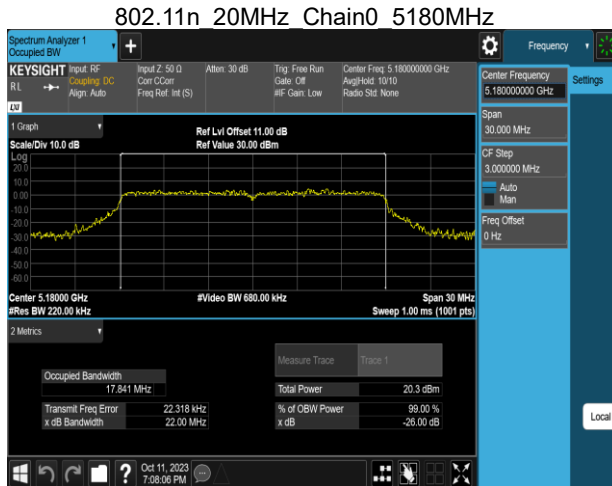 802.11n_20MHz_Chain0_5180MHz
Spectrum Analyzer 1
Occupied BW
+
Frequency
KEYSIGHT
RL
LXI
Input: RF
Coupling: DC
Align: Auto
Input Z: 50 Ω
Corr CCorr
Freq Ref: Int (S)
Atten: 30 dB
Trig: Free Run
Gate: Off
#IF Gain: Low
Center Freq: 5.180000000 GHz
Avg|Hold: 10/10
Radio Std: None
Center Frequency
5.180000000 GHz
Settings
Span
30.000 MHz
CF Step
3.000000 MHz
Auto
Man
Freq Offset
0 Hz
1 Graph
Scale/Div 10.0 dB
Ref Lvl Offset 11.00 dB
Ref Value 30.00 dBm
Log
20.0
10.0
0.00
-10.0
-20.0
-30.0
-40.0
-50.0
-60.0
Center 5.18000 GHz
#Video BW 680.00 kHz
Span 30 MHz
#Res BW 220.00 kHz
Sweep 1.00 ms (1001 pts)
2 Metrics
Measure Trace
Trace 1
Occupied Bandwidth
17.841 MHz
Total Power
20.3 dBm
Transmit Freq Error
22.318 kHz
% of OBW Power
99.00 %
x dB Bandwidth
22.00 MHz
x dB
-26.00 dB
Local
?
Oct 11, 2023
7:08:06 PM